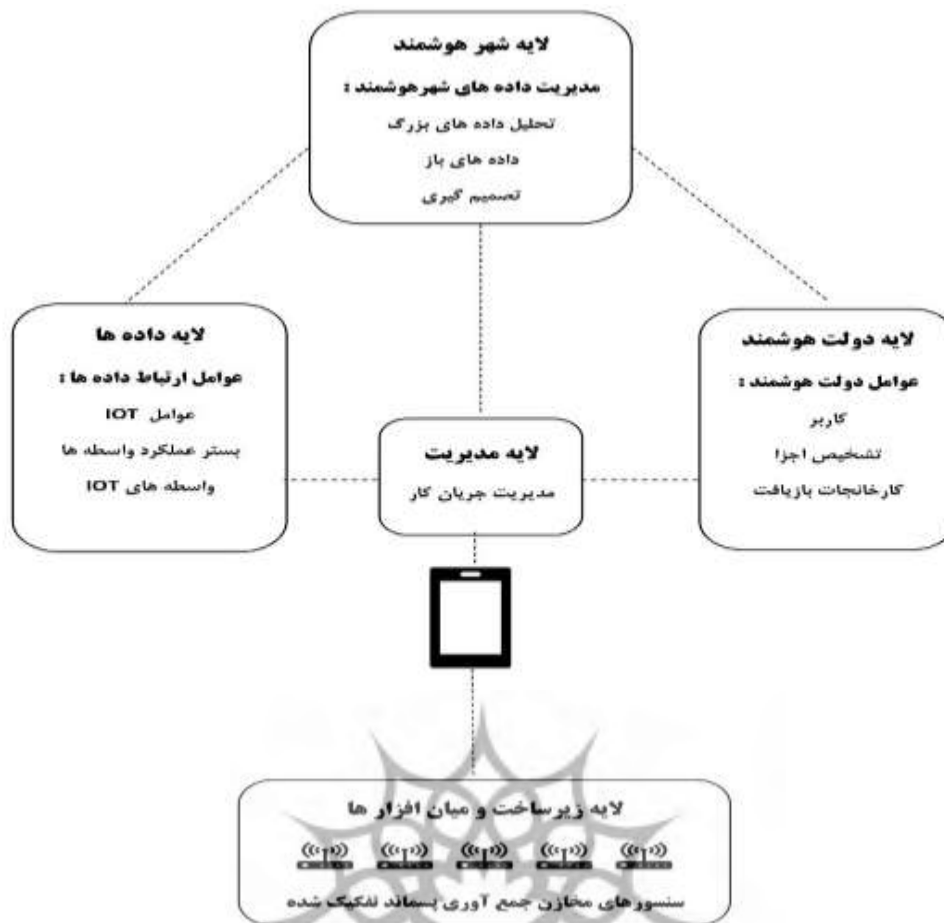 لایه شهر هوشمند
مدیریت داده های شهرهوشمند :
تحلیل داده های بزرگ
داده های باز
تصمیم گیری
لایه دولت هوشمند
عوامل دولت هوشمند :
کاربر
تشخیص اجزا
کارخانجات بازیافت
لایه مدیریت
مدیریت جریان کار
لایه داده ها
عوامل ارتباط داده ها :
عوامل IOT
بستر عملکرد واسطه ها
واسطه های IOT
لایه زیرساخت و میان افزار ها
سنسورهای مخازن جمع آوری پسماند تفکیک شده